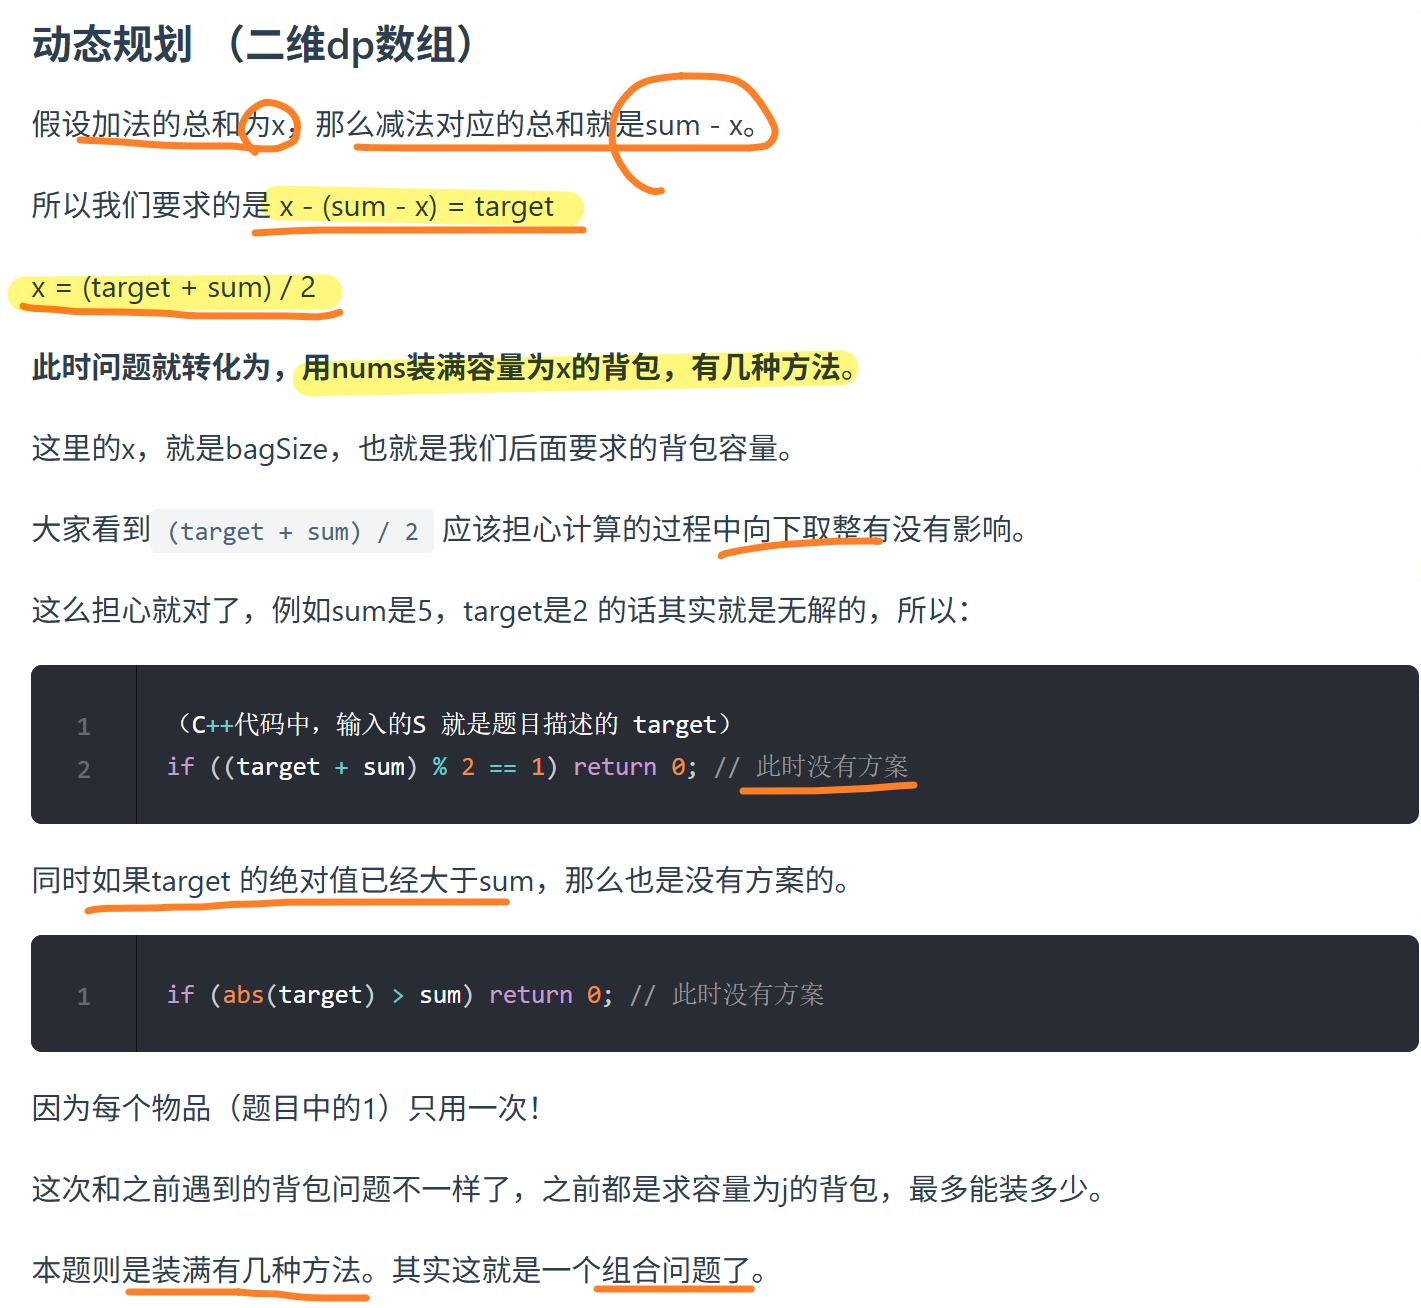 动态规划 （二维dp数组）
假设加法的总和为x，那么减法对应的总和就是sum - x。
所以我们要求的是 x - (sum - x) = target
x = (target + sum) / 2
此时问题就转化为，用nums装满容量为x的背包，有几种方法。
这里的x，就是bagSize，也就是我们后面要求的背包容量。
大家看到 (target + sum) / 2 应该担心计算的过程中向下取整有没有影响。
这么担心就对了，例如sum是5，target是2 的话其实就是无解的，所以：
1 （C++代码中，输入的S 就是题目描述的 target）
2 if ((target + sum) % 2 == 1) return 0; // 此时没有方案
同时如果target 的绝对值已经大于sum，那么也是没有方案的。
1 if (abs(target) > sum) return 0; // 此时没有方案
因为每个物品（题目中的1）只用一次！
这次和之前遇到的背包问题不一样了，之前都是求容量为j的背包，最多能装多少。
本题则是装满有几种方法。其实这就是一个组合问题了。